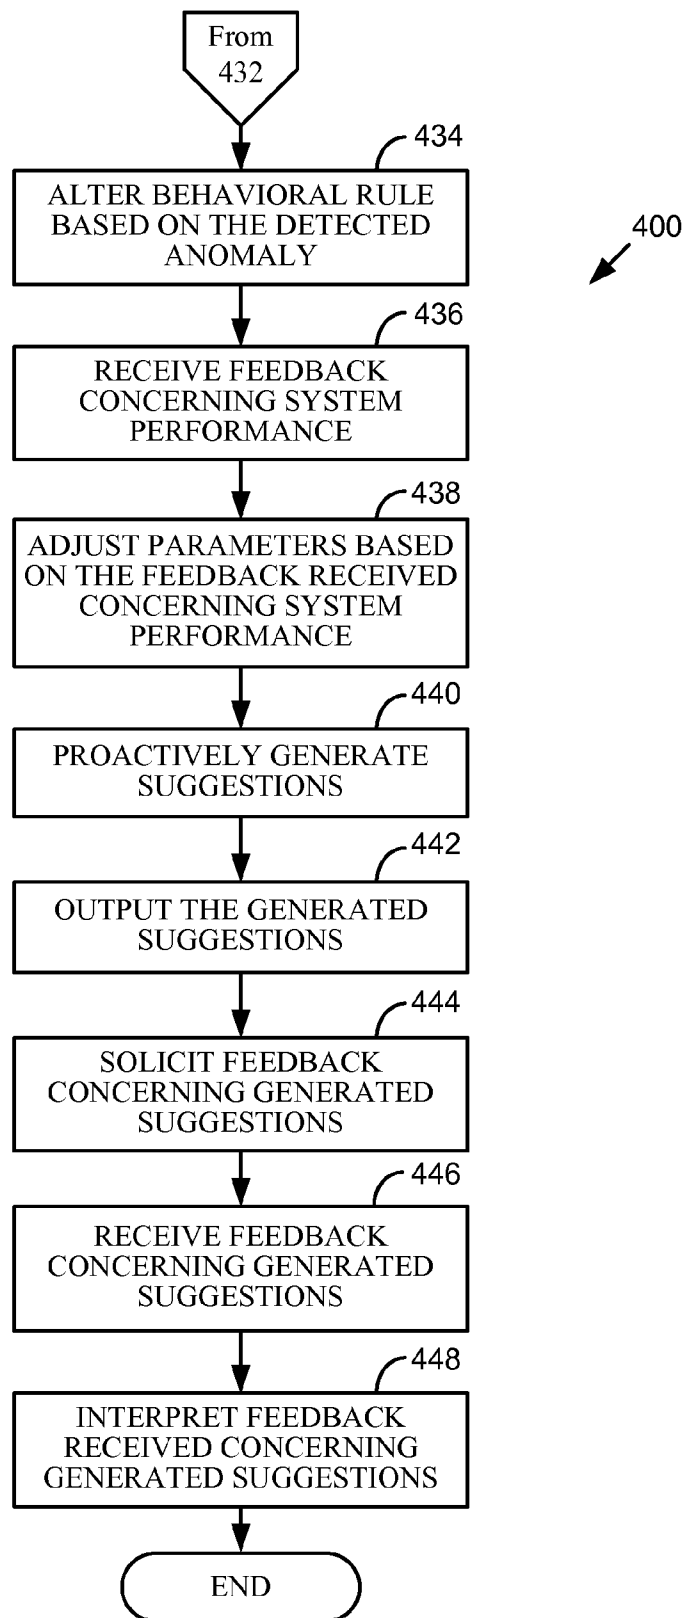 From
432
434
ALTER BEHAVIORAL RULE
BASED ON THE DETECTED
ANOMALY
400
436
RECEIVE FEEDBACK
CONCERNING SYSTEM
PERFORMANCE
438
ADJUST PARAMETERS BASED
ON THE FEEDBACK RECEIVED
CONCERNING SYSTEM
PERFORMANCE
440
PROACTIVELY GENERATE
SUGGESTIONS
442
OUTPUT THE GENERATED
SUGGESTIONS
444
SOLICIT FEEDBACK
CONCERNING GENERATED
SUGGESTIONS
446
RECEIVE FEEDBACK
CONCERNING GENERATED
SUGGESTIONS
448
INTERPRET FEEDBACK
RECEIVED CONCERNING
GENERATED SUGGESTIONS
END